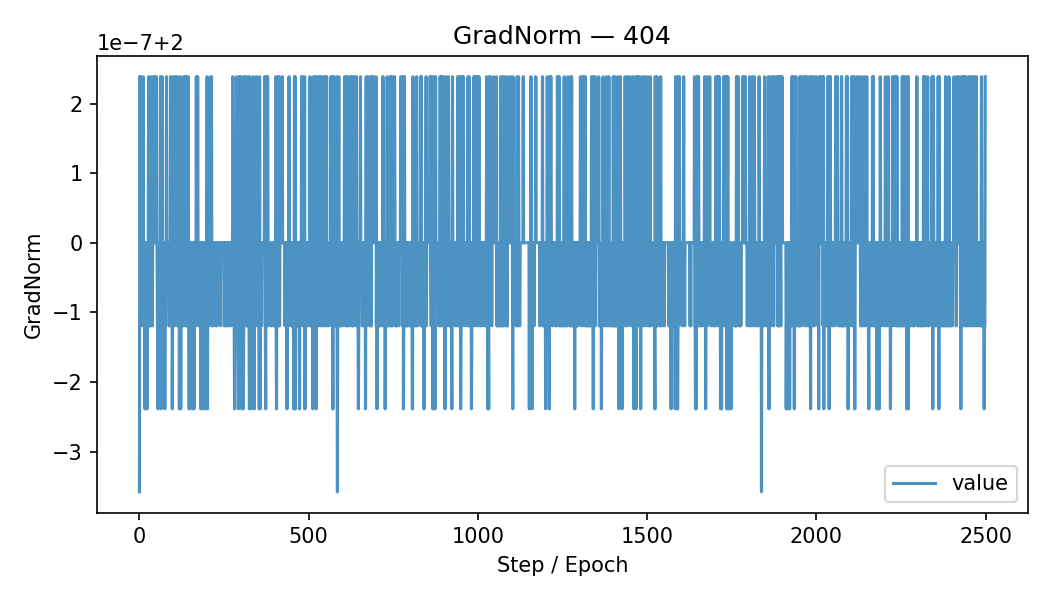 GradNorm — 404
1e−7+2
2
1
0
−1
−2
−3
GradNorm
0
500
1000
1500
2000
2500
Step / Epoch
value